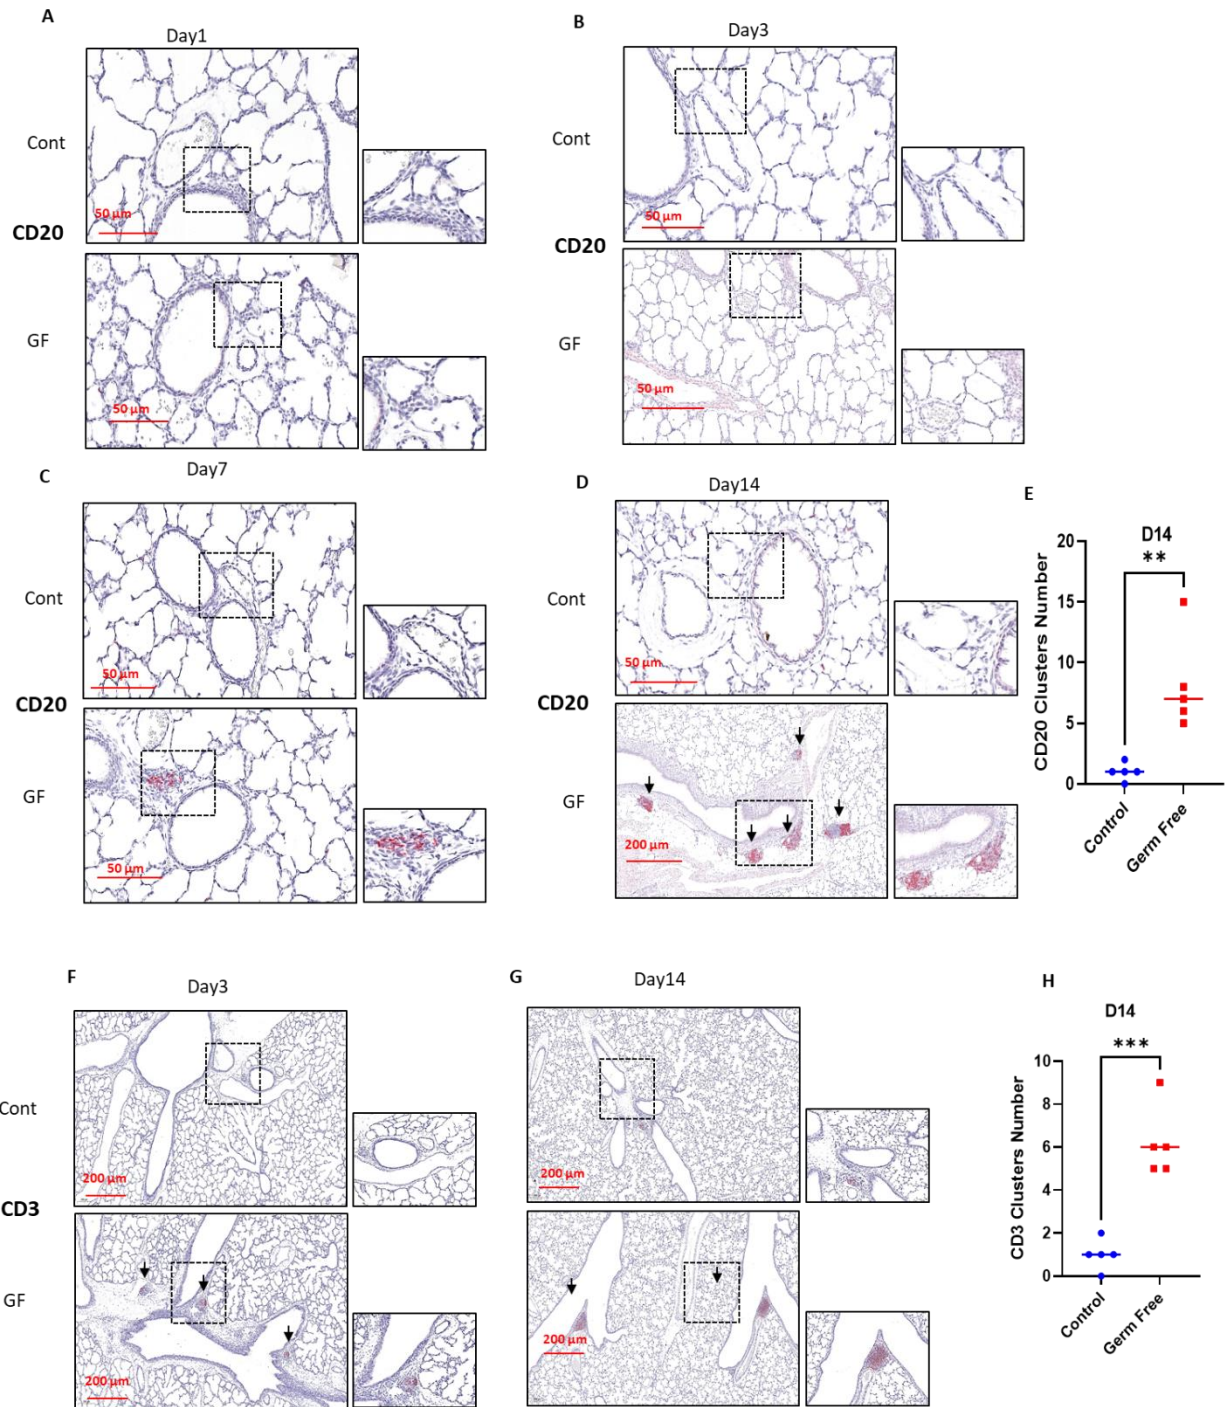 A
Day1
Cont
50 µm
CD20
GF
50 µm
B
Day3
Cont
50 µm
CD20
GF
50 µm
C
Day7
Cont
50 µm
CD20
GF
50 µm
D
Day14
Cont
50 µm
CD20
GF
200 µm
E
D14
**
20
15
10
5
0
CD20 Clusters Number
Control
Germ Free
F
Day3
Cont
200 µm
CD3
GF
200 µm
G
Day14
200 µm
200 µm
H
D14
***
10
8
6
4
2
0
CD3 Clusters Number
Control
Germ Free